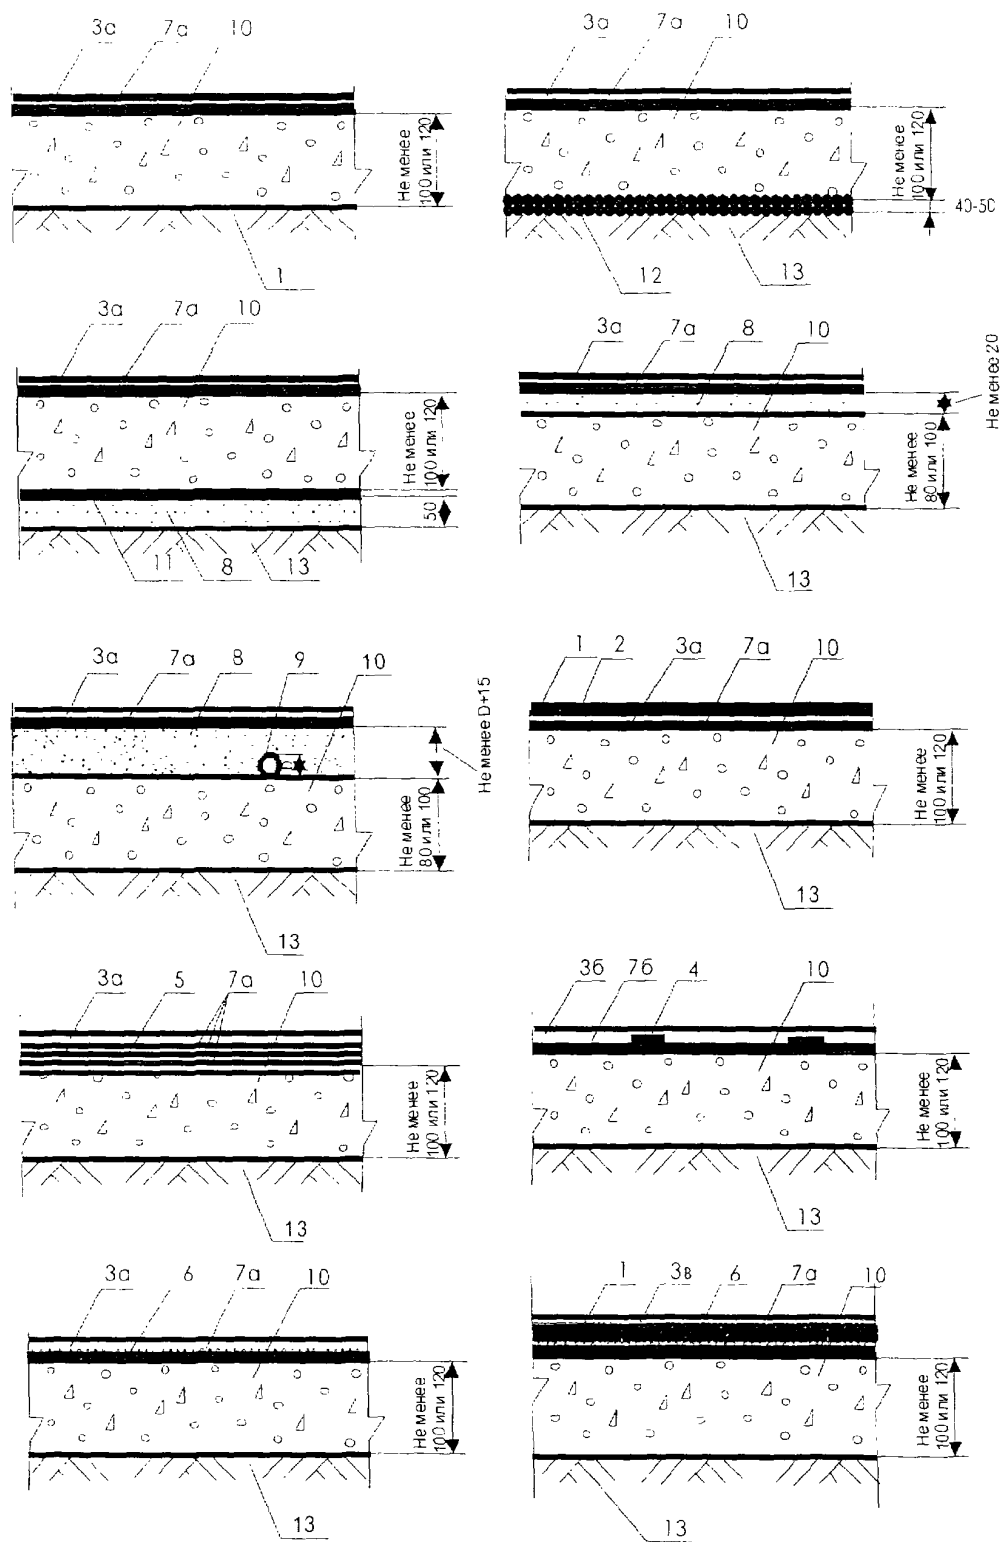 3а 7а 10
Не менее
100 или 120
1
3а 7а 10
Не менее
100 или 120
40-50
12 13
3а 7а 10
Не менее
100 или 120
50
11 8 13
3а 7а 8 10
Не менее 20
Не менее
80 или 100
13
3а 7а 8 9 10
Не менее D+15
Не менее
80 или 100
13
1 2 3а 7а 10
Не менее
100 или 120
13
3а 5 7а 10
Не менее
100 или 120
13
3б 7б 4 10
Не менее
100 или 120
13
3а 6 7а 10
Не менее
100 или 120
13
1 3в 6 7а 10
Не менее
100 или 120
13